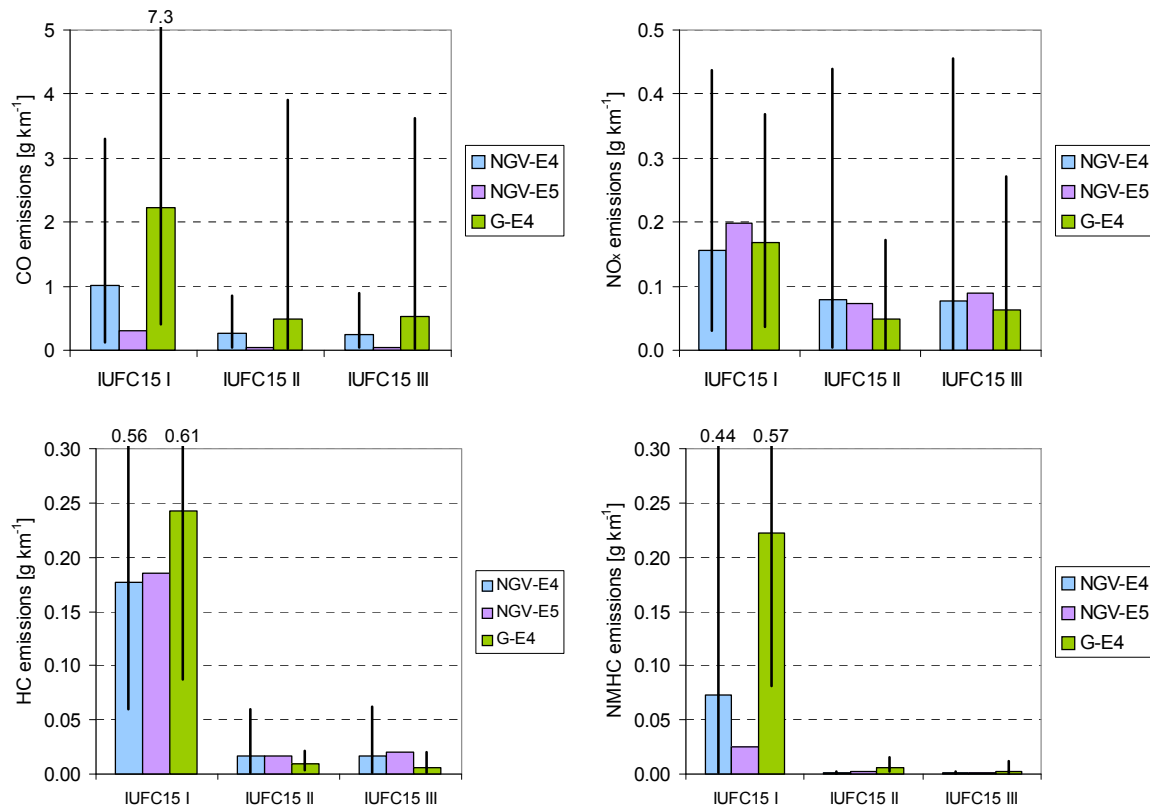 7.3
5
4
3
2
1
0
CO emissions [g km⁻¹]
IUFC15 I
IUFC15 II
IUFC15 III
NGV-E4
NGV-E5
G-E4
0.5
0.4
0.3
0.2
0.1
0.0
NOx emissions [g km⁻¹]
IUFC15 I
IUFC15 II
IUFC15 III
NGV-E4
NGV-E5
G-E4
0.56
0.61
0.30
0.25
0.20
0.15
0.10
0.05
0.00
HC emissions [g km⁻¹]
IUFC15 I
IUFC15 II
IUFC15 III
NGV-E4
NGV-E5
G-E4
0.44
0.57
0.30
0.25
0.20
0.15
0.10
0.05
0.00
NMHC emissions [g km⁻¹]
IUFC15 I
IUFC15 II
IUFC15 III
NGV-E4
NGV-E5
G-E4